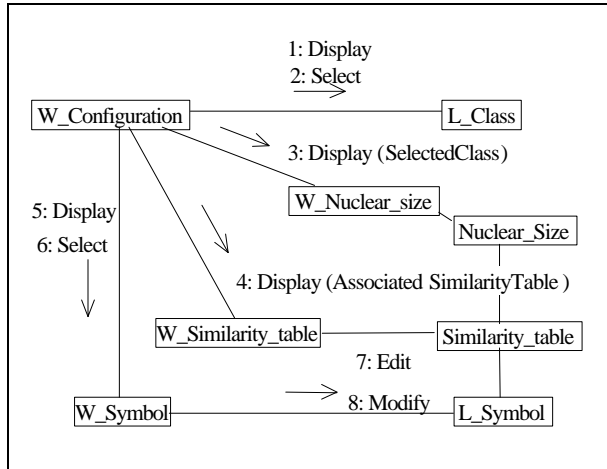 1: Display
2: Select
W_Configuration
L_Class
3: Display (SelectedClass)
W_Nuclear_size
5: Display
Nuclear_Size
6: Select
4: Display (Associated SimilarityTable )
W_Similarity_table
Similarity_table
7: Edit
8: Modify
W_Symbol
L_Symbol